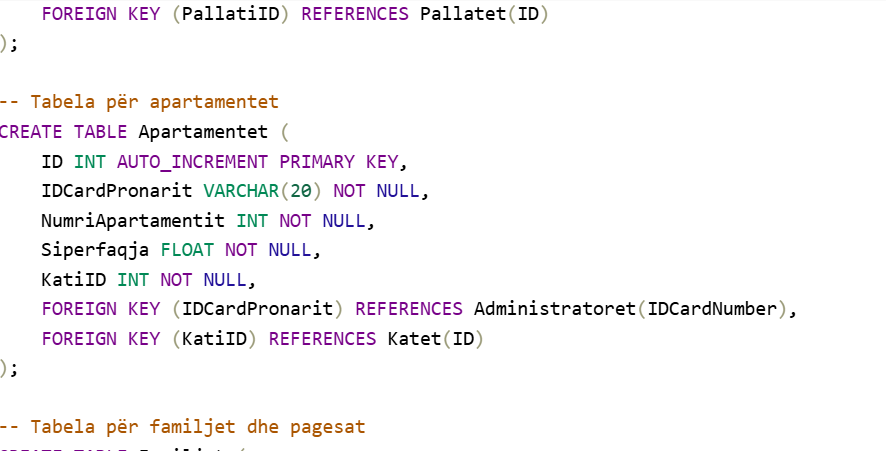 FOREIGN KEY (PallatiID) REFERENCES Pallatet(ID)
);
-- Tabela për apartamentet
CREATE TABLE Apartamentet (
ID INT AUTO_INCREMENT PRIMARY KEY,
IDCardPronarit VARCHAR(20) NOT NULL,
NumriApartamentit INT NOT NULL,
Siperfaqja FLOAT NOT NULL,
KatiID INT NOT NULL,
FOREIGN KEY (IDCardPronarit) REFERENCES Administratoret(IDCardNumber),
FOREIGN KEY (KatiID) REFERENCES Katet(ID)
);
-- Tabela për familjet dhe pagesat